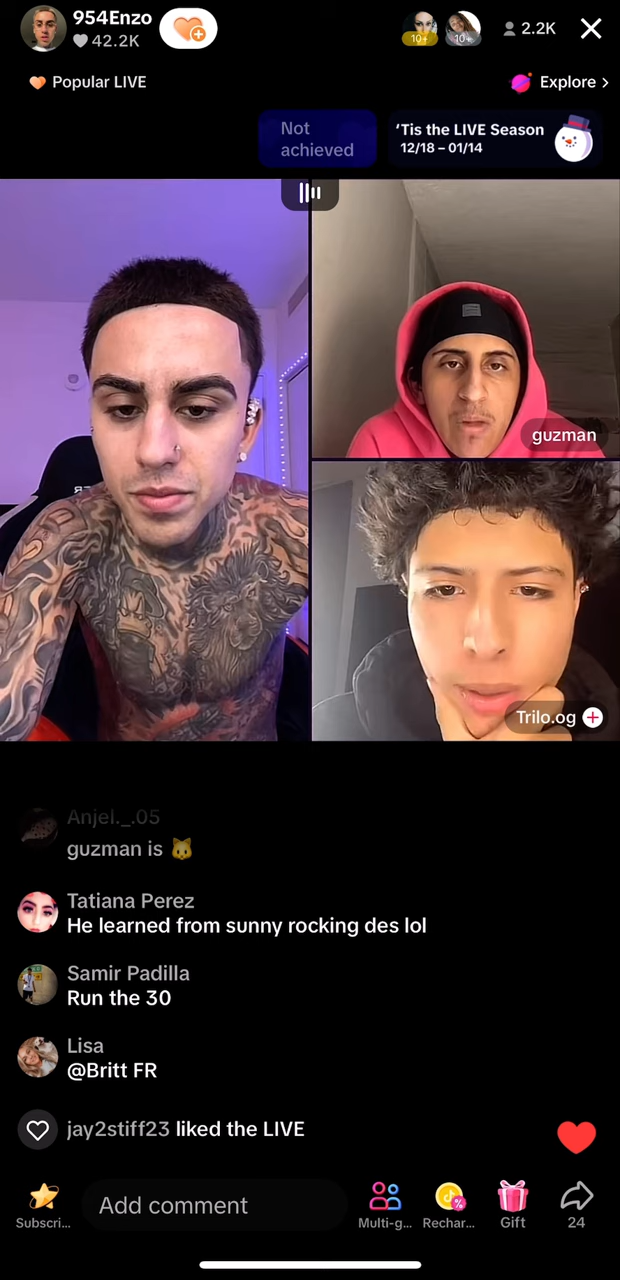 954Enzo
42.2K
10+
10+
2.2K
Popular LIVE
Explore >
Not
achieved
‘Tis the LIVE Season
12/18 – 01/14
guzman
Trilo.og
Anjel._.05
guzman is 🐱
Tatiana Perez
He learned from sunny rocking des lol
Samir Padilla
Run the 30
Lisa
@Britt FR
jay2stiff23 liked the LIVE
Add comment
Subscri...
Multi-g...
Rechar...
Gift
24